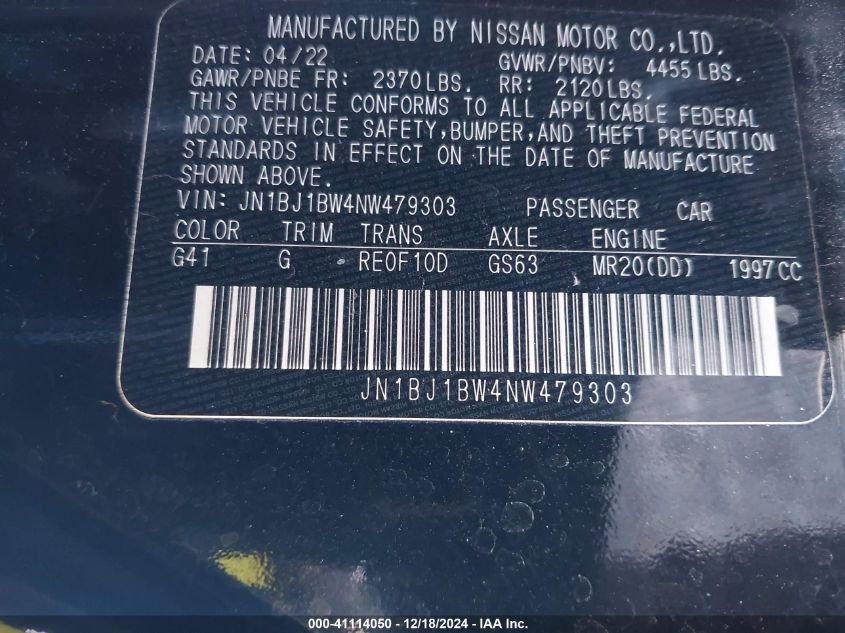 MANUFACTURED BY NISSAN MOTOR CO.,LTD.
DATE: 04/22 GVWR/PNBV: 4455 LBS.
GAWR/PNBE FR: 2370LBS. RR: 2120LBS.
THIS VEHICLE CONFORMS TO ALL APPLICABLE FEDERAL
MOTOR VEHICLE SAFETY,BUMPER,AND THEFT PREVENTION
STANDARDS IN EFFECT ON THE DATE OF MANUFACTURE
SHOWN ABOVE.
VIN: JN1BJ1BW4NW479303 PASSENGER CAR
COLOR TRIM TRANS AXLE ENGINE
G41 G RE0F10D GS63 MR20(DD) 1997CC
JN1BJ1BW4NW479303
000-41114050 - 12/18/2024 - IAA Inc.